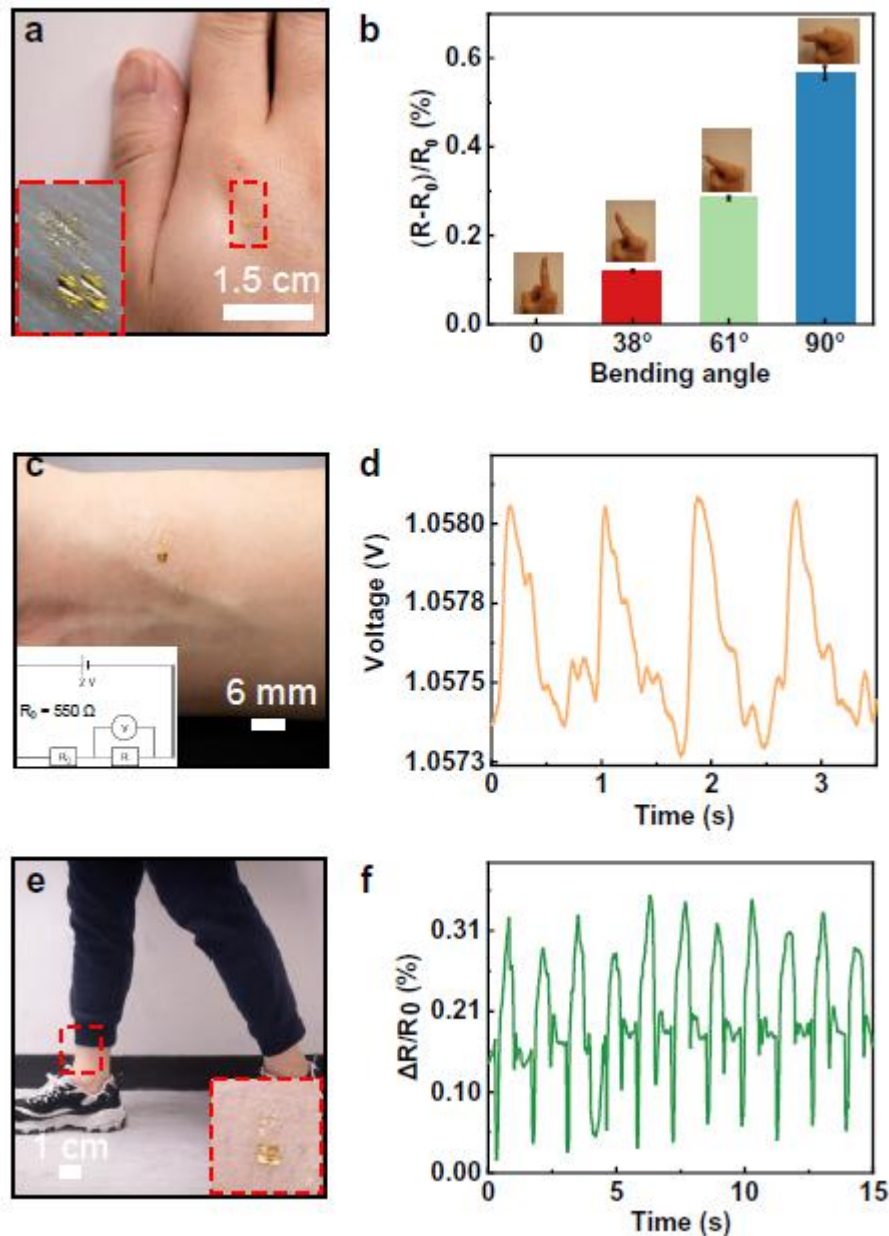 a
1.5 cm
b
(R-R₀)/R₀ (%)
0.6
0.4
0.2
0.0
0
38°
61°
90°
Bending angle
c
2 V
R₀ = 550 Ω
V
R₀
R
6 mm
d
Voltage (V)
1.0580
1.0578
1.0575
1.0573
0
1
2
3
Time (s)
e
1 cm
f
ΔR/R0 (%)
0.31
0.21
0.10
0.00
0
5
10
15
Time (s)